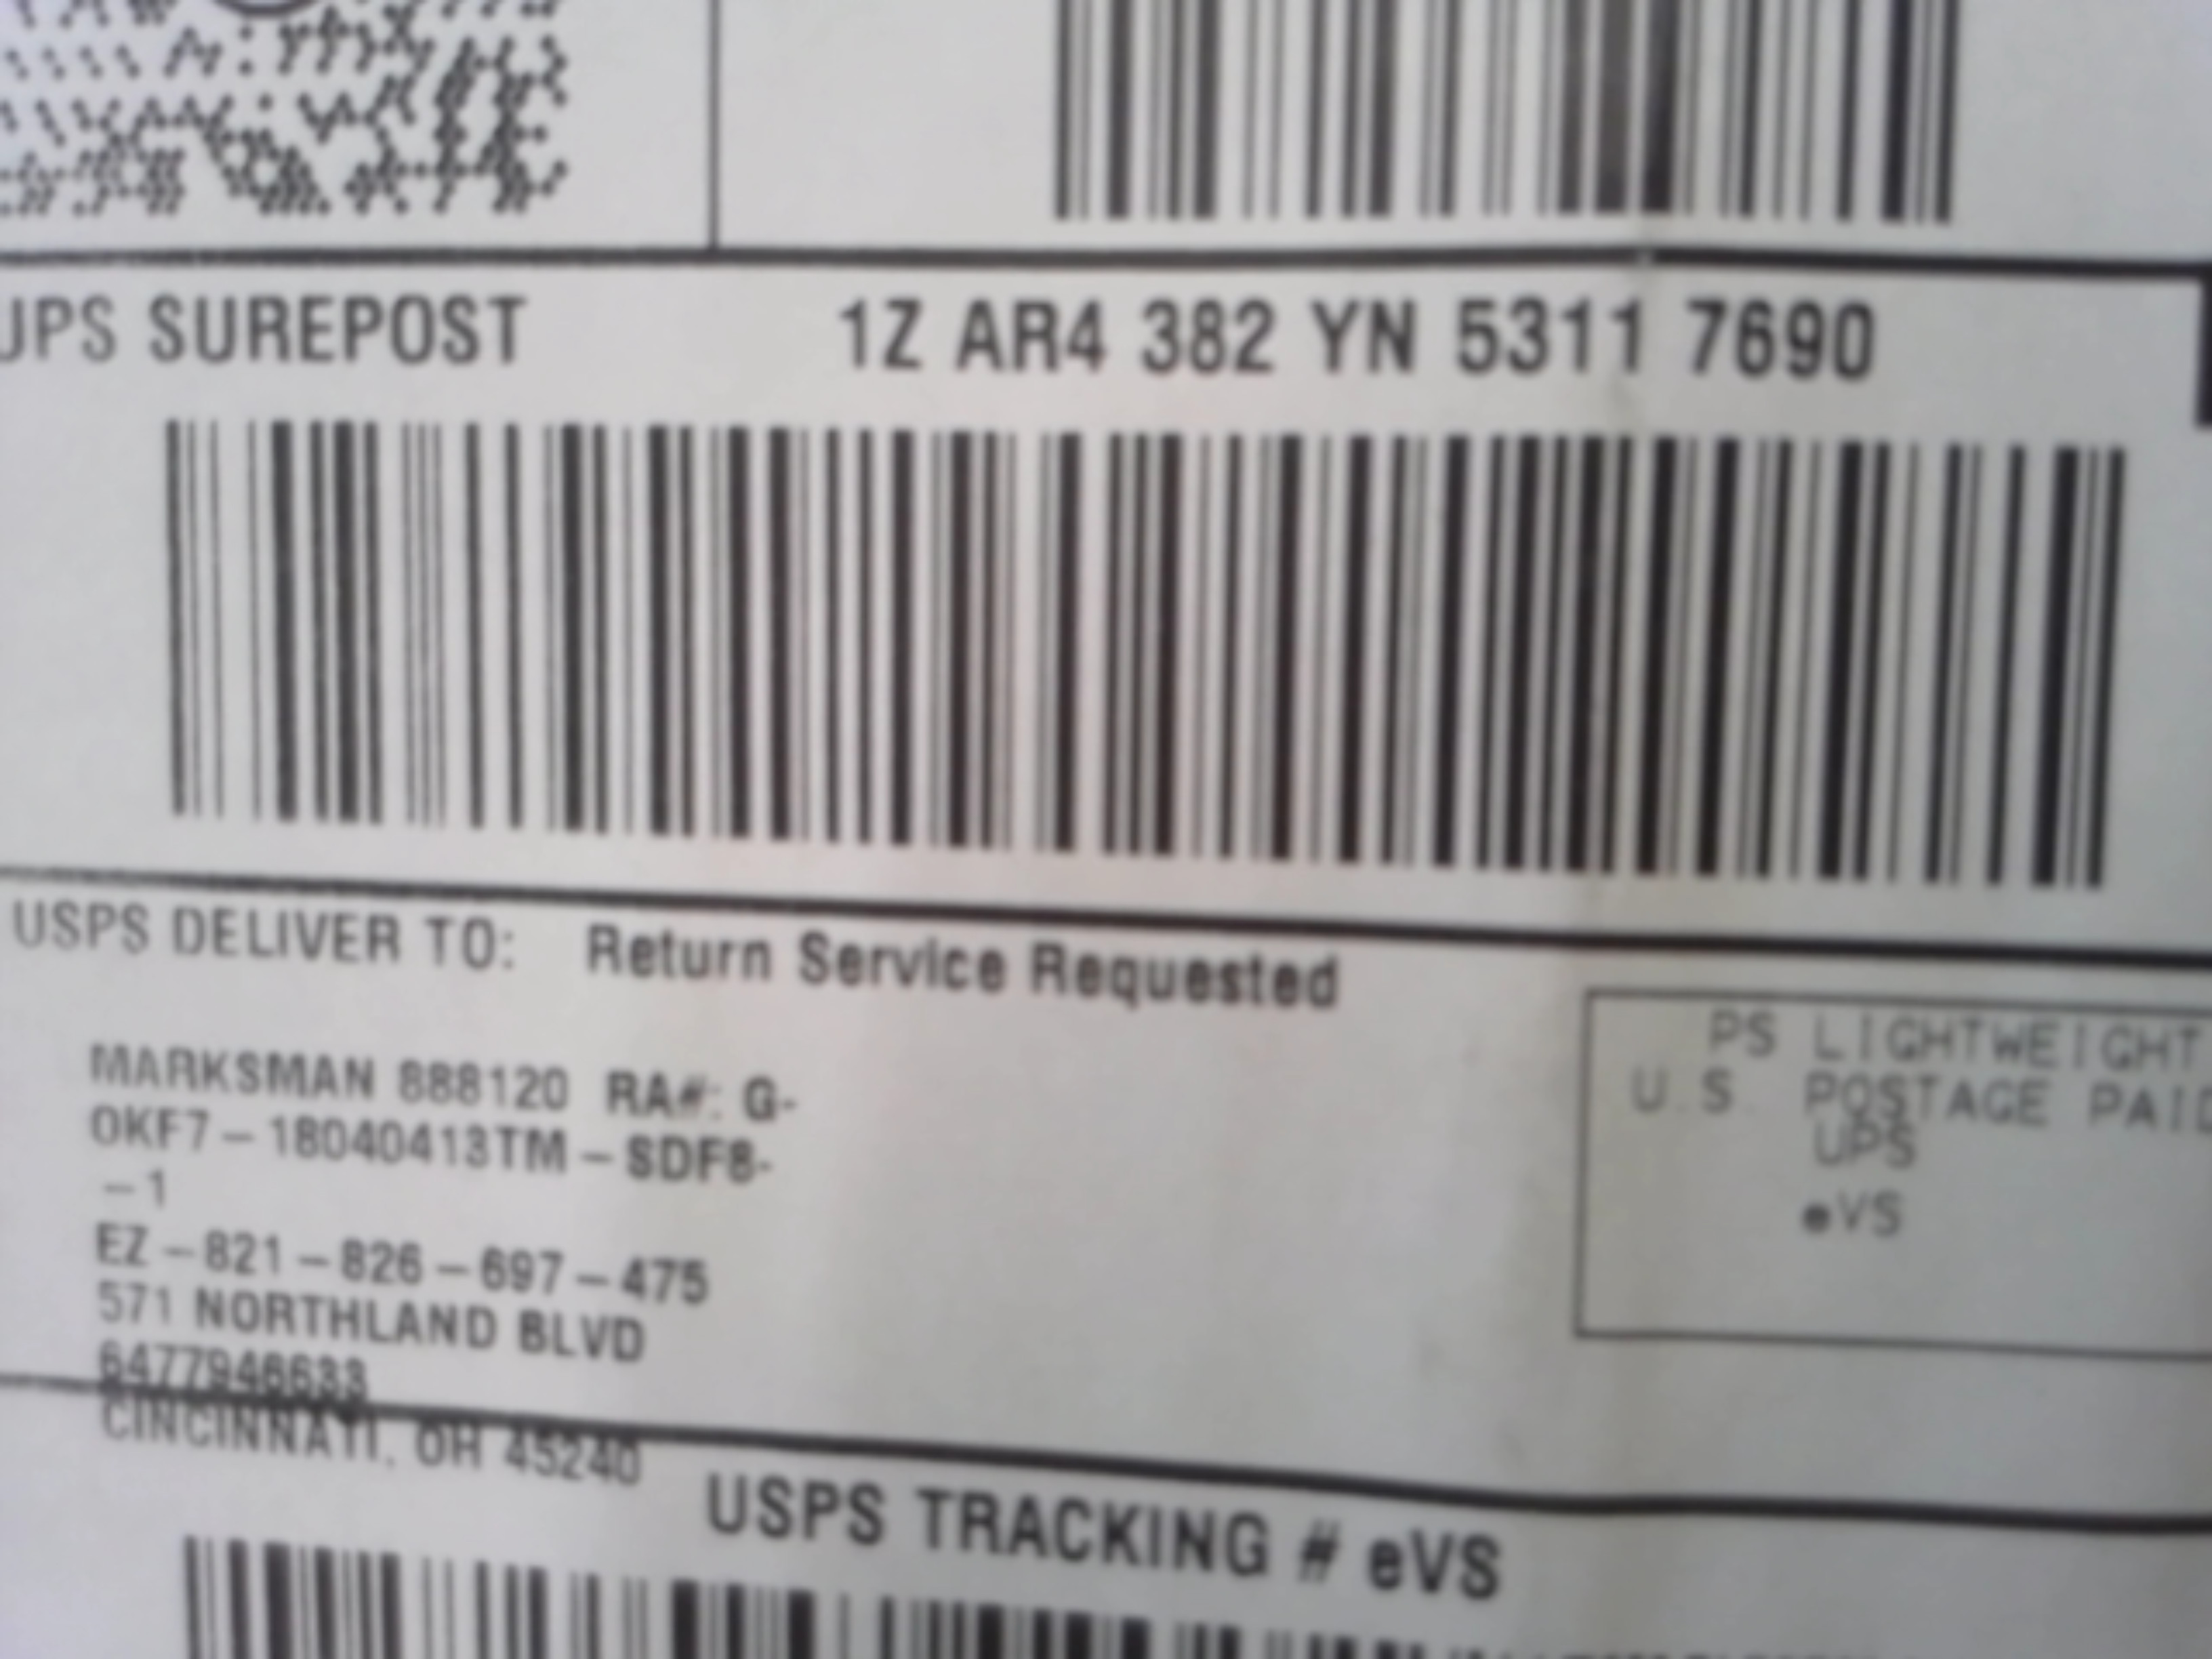 UPS SUREPOST 1Z AR4 382 YN 5311 7690
USPS DELIVER TO: Return Service Requested
MARKSMAN 888120 RA#: G-
OKF7-18040413TM-SDF8-
-1
EZ-821-826-697-475
571 NORTHLAND BLVD
6477946633
CINCINNATI, OH 45240
PS LIGHTWEIGHT
U.S. POSTAGE PAID
UPS
eVS
USPS TRACKING # eVS